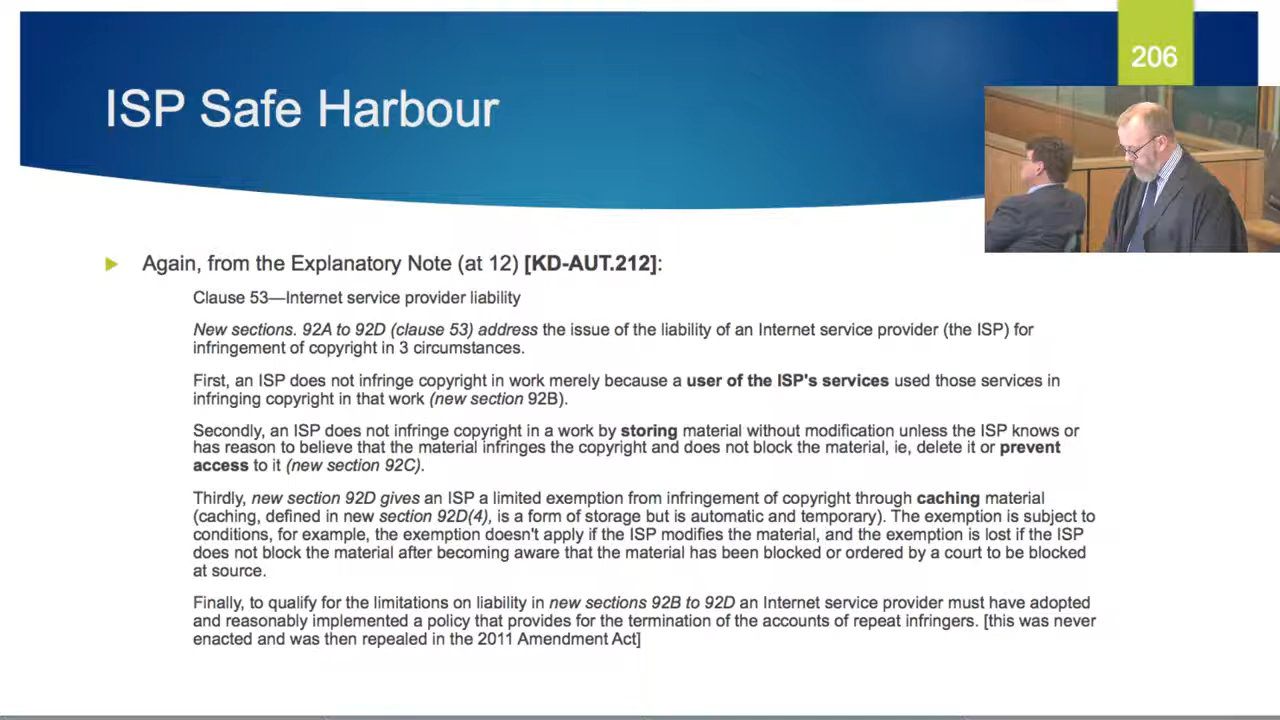 206
ISP Safe Harbour
Again, from the Explanatory Note (at 12) [KD-AUT.212]:
Clause 53—Internet service provider liability
New sections. 92A to 92D (clause 53) address the issue of the liability of an Internet service provider (the ISP) for
infringement of copyright in 3 circumstances.
First, an ISP does not infringe copyright in work merely because a user of the ISP's services used those services in
infringing copyright in that work (new section 92B).
Secondly, an ISP does not infringe copyright in a work by storing material without modification unless the ISP knows or
has reason to believe that the material infringes the copyright and does not block the material, ie, delete it or prevent
access to it (new section 92C).
Thirdly, new section 92D gives an ISP a limited exemption from infringement of copyright through caching material
(caching, defined in new section 92D(4), is a form of storage but is automatic and temporary). The exemption is subject to
conditions, for example, the exemption doesn't apply if the ISP modifies the material, and the exemption is lost if the ISP
does not block the material after becoming aware that the material has been blocked or ordered by a court to be blocked
at source.
Finally, to qualify for the limitations on liability in new sections 92B to 92D an Internet service provider must have adopted
and reasonably implemented a policy that provides for the termination of the accounts of repeat infringers. [this was never
enacted and was then repealed in the 2011 Amendment Act]